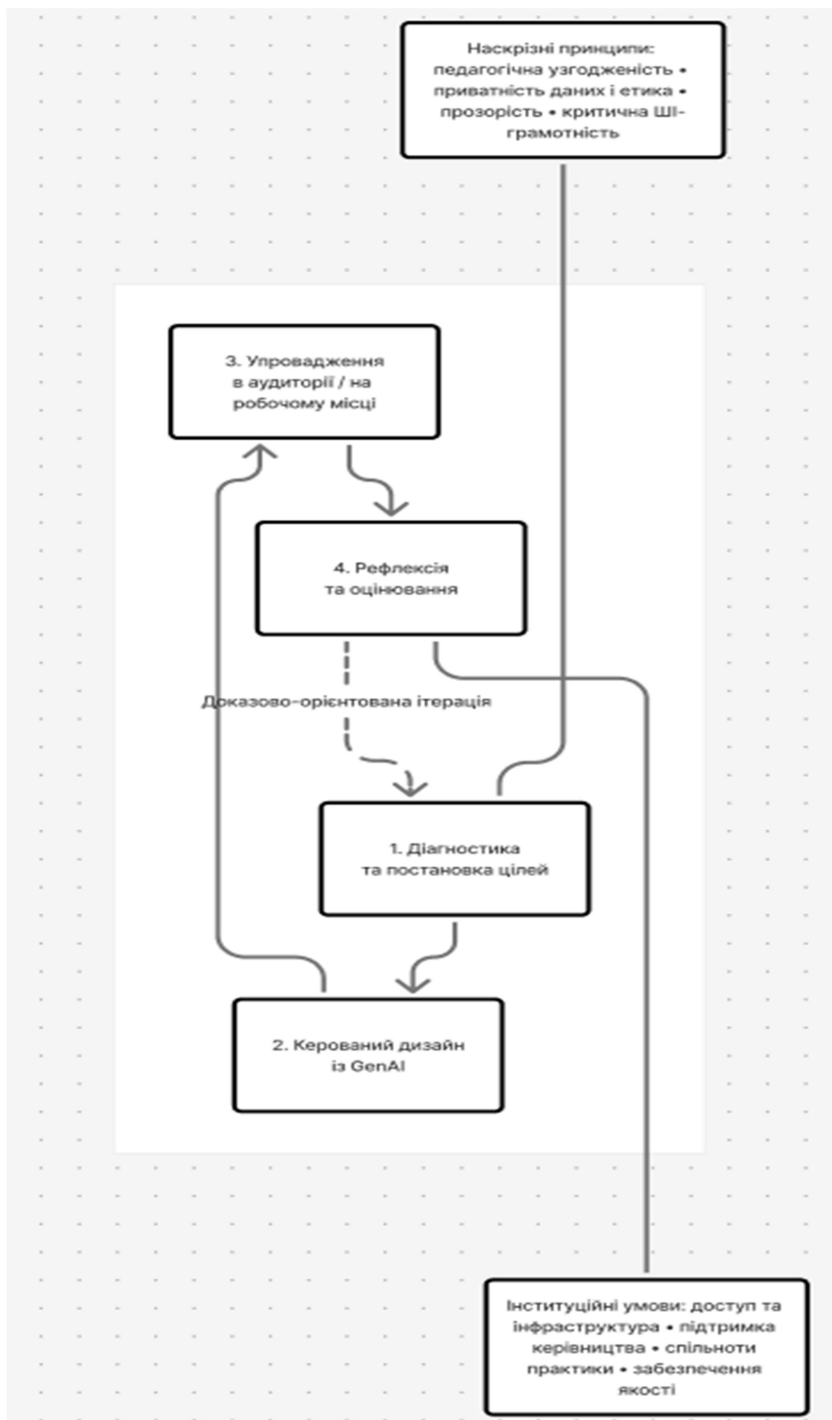 Наскрізні принципи:
педагогічна узгодженість •
приватність даних і етика •
прозорість • критична ШІ-
грамотність
3. Упровадження
в аудиторії / на
робочому місці
4. Рефлексія
та оцінювання
Доказово-орієнтована ітерація
1. Діагностика
та постановка цілей
2. Керований дизайн
із GenAI
Інституційні умови: доступ та
інфраструктура • підтримка
керівництва • спільноти
практики • забезпечення
якості